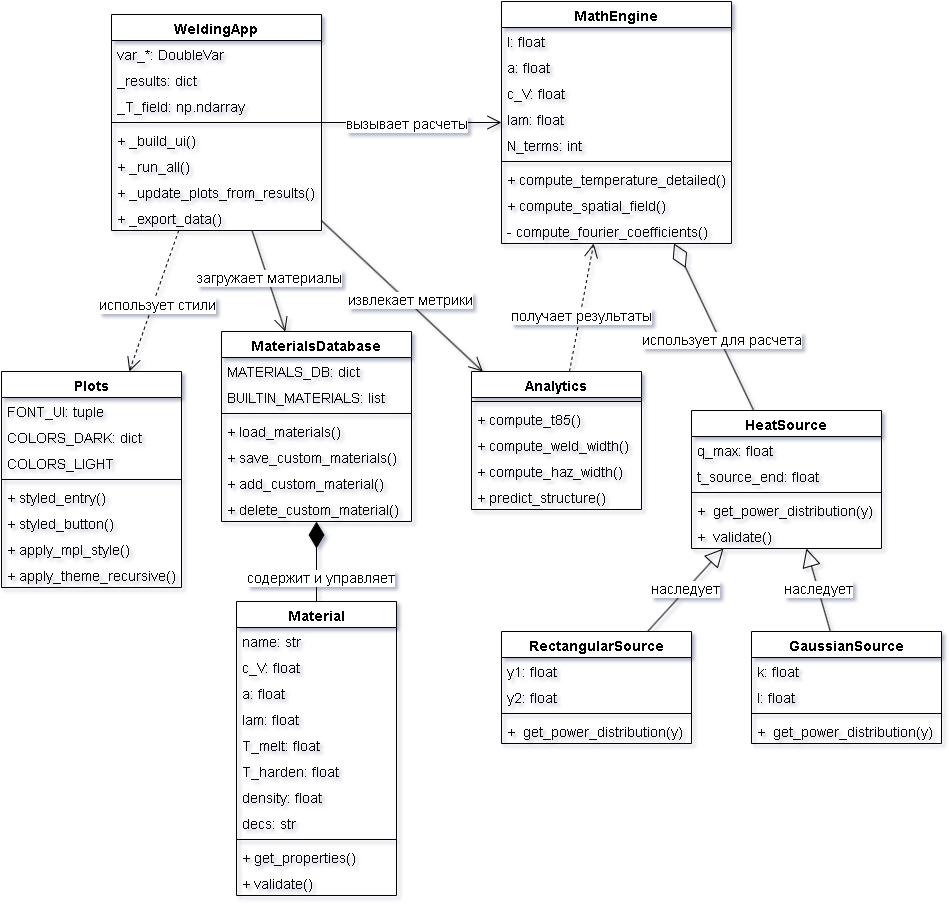 WeldingApp
var_*: DoubleVar
_results: dict
_T_field: np.ndarray
+ _build_ui()
+ _run_all()
+ _update_plots_from_results()
+ _export_data()
вызывает расчеты
MathEngine
l: float
a: float
c_V: float
lam: float
N_terms: int
+ compute_temperature_detailed()
+ compute_spatial_field()
- compute_fourier_coefficients()
использует стили
загружает материалы
извлекает метрики
получает результаты
использует для расчета
Plots
FONT_UI: tuple
COLORS_DARK: dict
COLORS_LIGHT
+ styled_entry()
+ styled_button()
+ apply_mpl_style()
+ apply_theme_recursive()
MaterialsDatabase
MATERIALS_DB: dict
BUILTIN_MATERIALS: list
+ load_materials()
+ save_custom_materials()
+ add_custom_material()
+ delete_custom_material()
Analytics
+ compute_t85()
+ compute_weld_width()
+ compute_haz_width()
+ predict_structure()
HeatSource
q_max: float
t_source_end: float
+ get_power_distribution(y)
+ validate()
содержит и управляет
наследует
наследует
Material
name: str
c_V: float
a: float
lam: float
T_melt: float
T_harden: float
density: float
decs: str
+ get_properties()
+ validate()
RectangularSource
y1: float
y2: float
+ get_power_distribution(y)
GaussianSource
k: float
l: float
+ get_power_distribution(y)